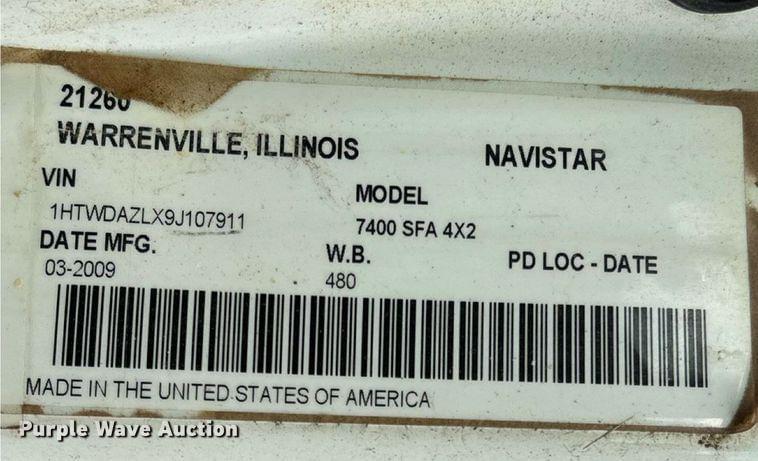 21260
WARRENVILLE, ILLINOIS
NAVISTAR
VIN
MODEL
1HTWDAZLX9J107911
7400 SFA 4X2
DATE MFG.
W.B.
PD LOC - DATE
03-2009
480
MADE IN THE UNITED STATES OF AMERICA
Purple Wave Auction